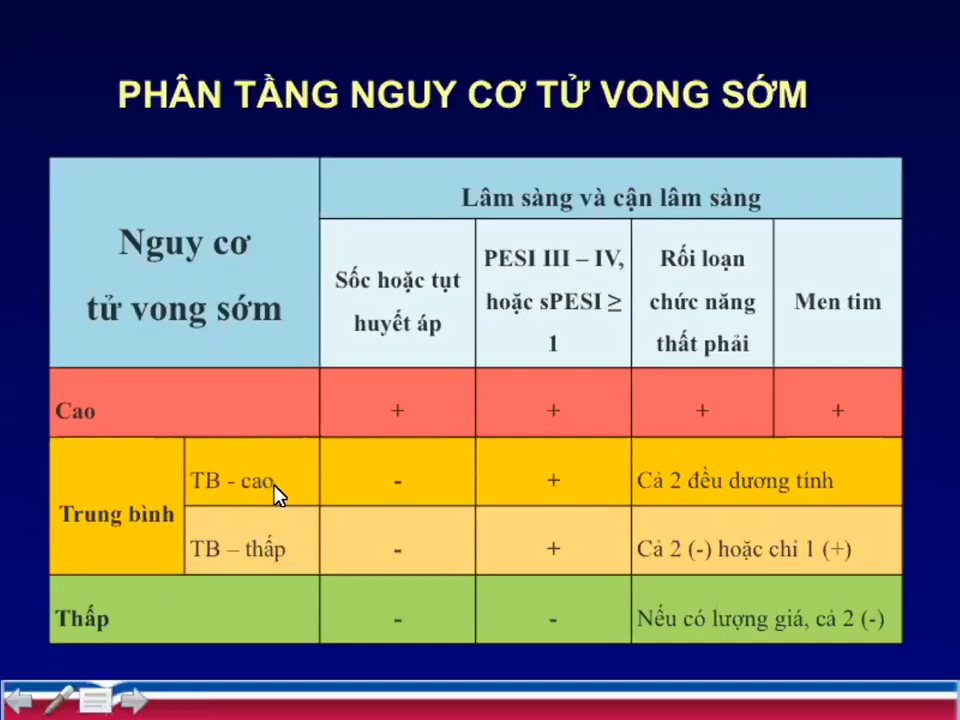 PHÂN TẦNG NGUY CƠ TỬ VONG SỚM
Nguy cơ
tử vong sớm
Lâm sàng và cận lâm sàng
Sốc hoặc tụt
huyết áp
PESI III – IV,
hoặc sPESI ≥
1
Rối loạn
chức năng
thất phải
Men tim
Cao
+
+
+
+
Trung bình
TB - cao
-
+
Cả 2 đều dương tính
TB – thấp
-
+
Cả 2 (-) hoặc chỉ 1 (+)
Thấp
-
-
Nếu có lượng giá, cả 2 (-)